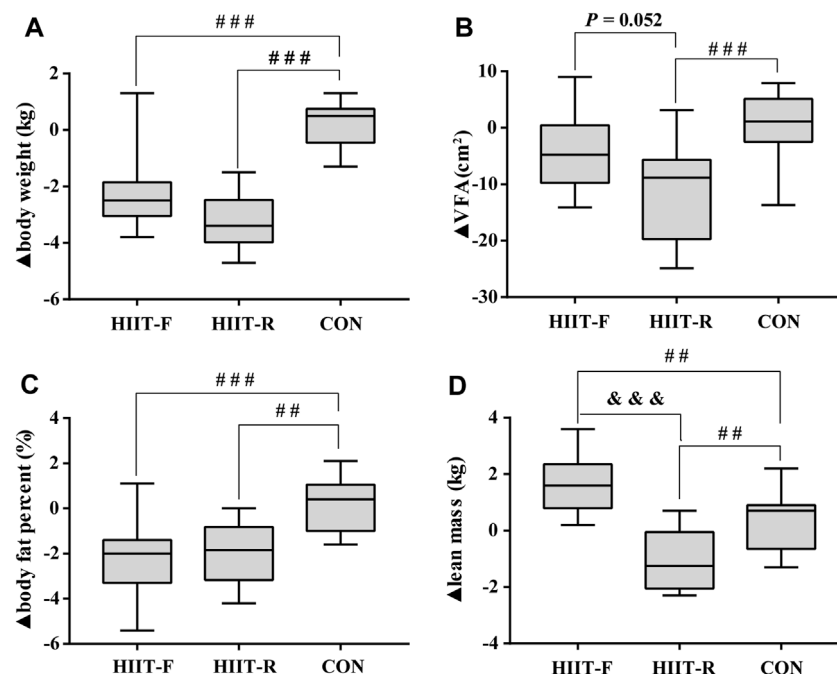 A
# # #
# # #
▲body weight (kg)
2
0
-2
-4
-6
HIIT-F HIIT-R CON
B
P = 0.052
# # #
▲VFA(cm²)
10
0
-10
-20
-30
HIIT-F HIIT-R CON
C
# # #
# #
▲body fat percent (%)
4
2
0
-2
-4
-6
HIIT-F HIIT-R CON
D
# #
& & &
# #
▲lean mass (kg)
4
2
0
-2
-4
HIIT-F HIIT-R CON